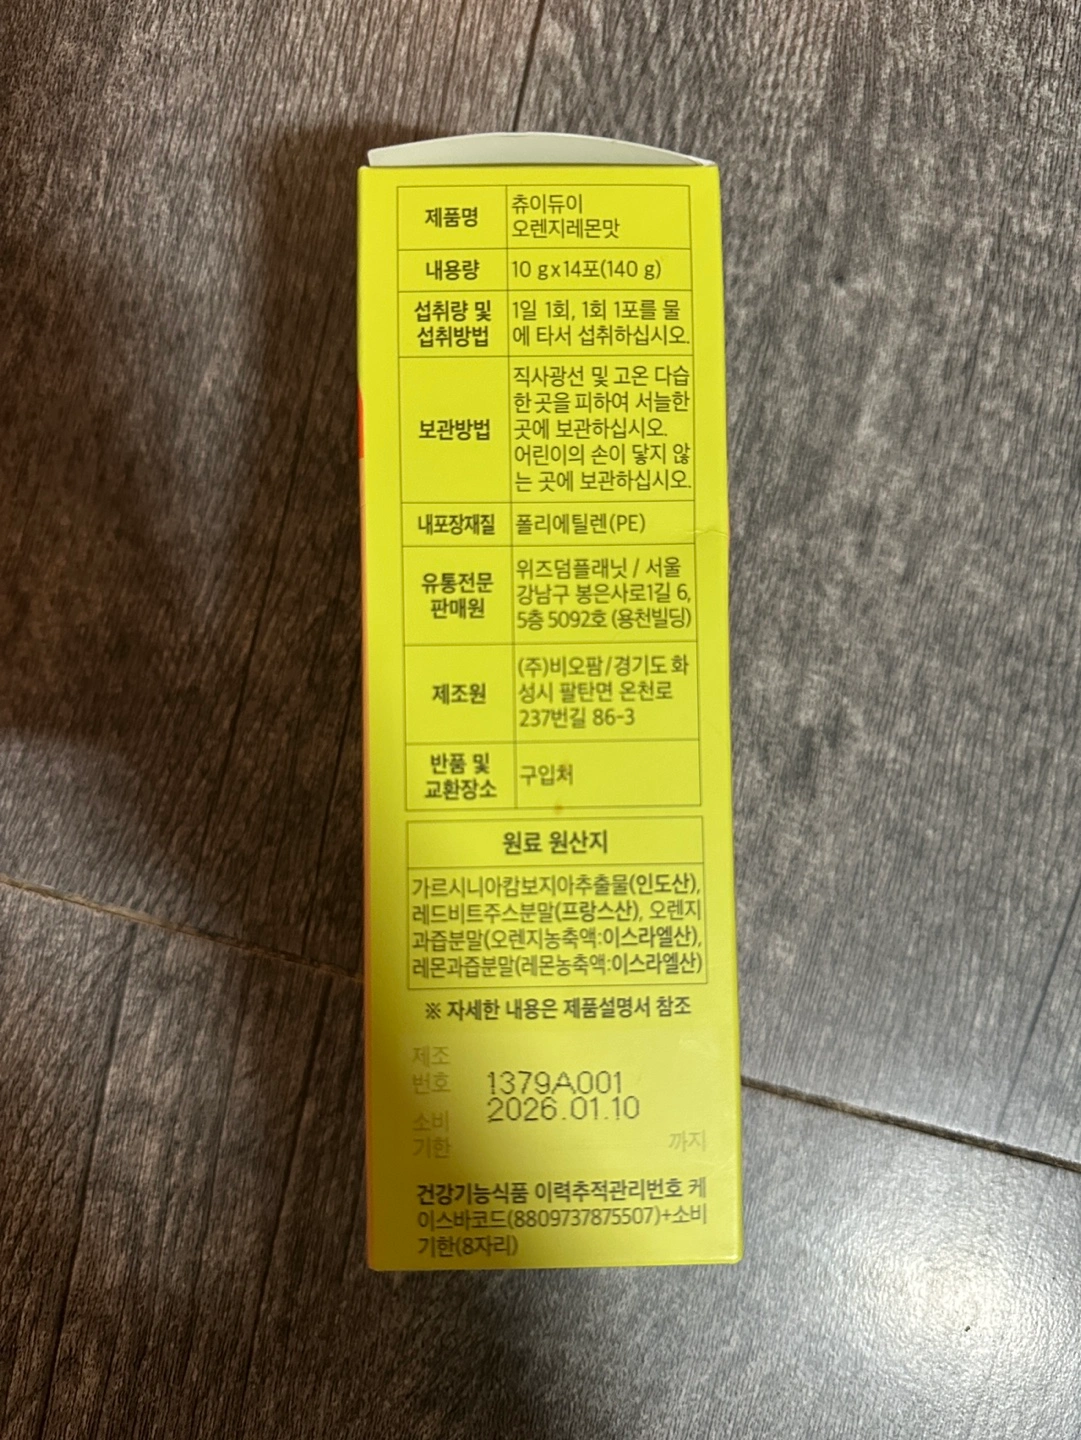 제품명
츄이듀이
오렌지레몬맛
내용량
10 g x 14포(140 g)
섭취량 및
섭취방법
1일 1회, 1회 1포를 물
에 타서 섭취하십시오.
보관방법
직사광선 및 고온 다습
한 곳을 피하여 서늘한
곳에 보관하십시오.
어린이의 손이 닿지 않
는 곳에 보관하십시오.
내포장재질
폴리에틸렌(PE)
유통전문
판매원
위즈덤플래닛 / 서울
강남구 봉은사로1길 6,
5층 5092호 (용천빌딩)
제조원
(주)비오팜/경기도 화
성시 팔탄면 온천로
237번길 86-3
반품 및
교환장소
구입처
원료 원산지
가르시니아캄보지아추출물(인도산),
레드비트주스분말(프랑스산), 오렌지
과즙분말(오렌지농축액:이스라엘산),
레몬과즙분말(레몬농축액:이스라엘산)
※ 자세한 내용은 제품설명서 참조
제조
번호
1379A001
소비
기한
2026.01.10
까지
건강기능식품 이력추적관리번호 케
이스바코드(8809737875507)+소비
기한(8자리)